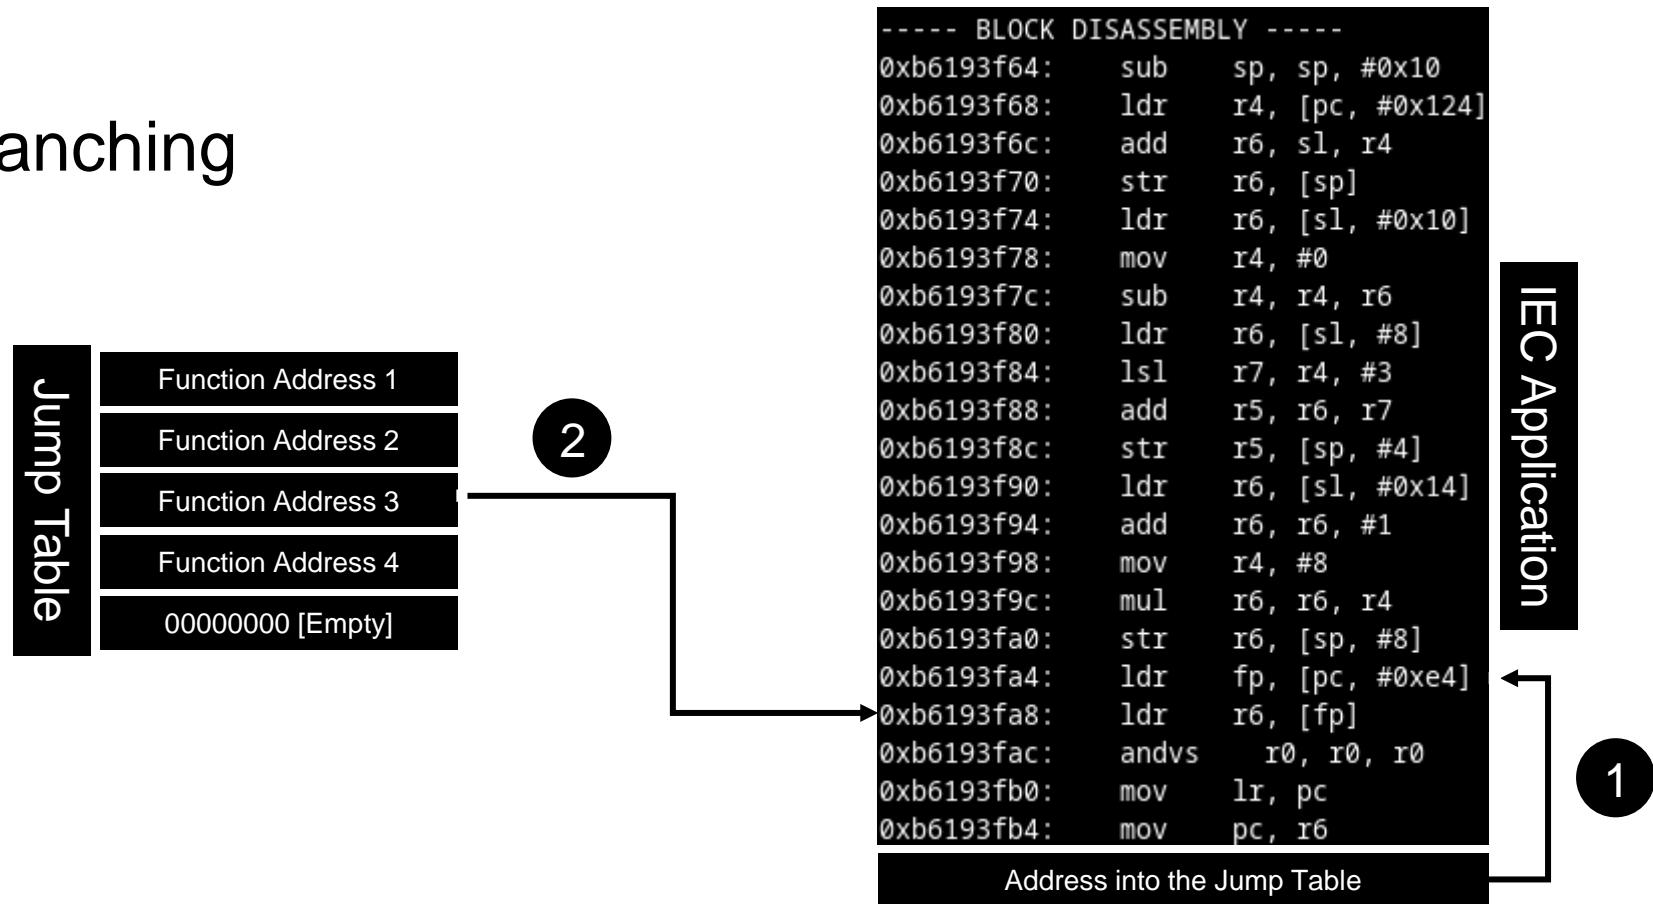 anching
Jump Table
Function Address 1
Function Address 2
Function Address 3
Function Address 4
00000000 [Empty]
2
----- BLOCK DISASSEMBLY -----
0xb6193f64: sub sp, sp, #0x10
0xb6193f68: ldr r4, [pc, #0x124]
0xb6193f6c: add r6, sl, r4
0xb6193f70: str r6, [sp]
0xb6193f74: ldr r6, [sl, #0x10]
0xb6193f78: mov r4, #0
0xb6193f7c: sub r4, r4, r6
0xb6193f80: ldr r6, [sl, #8]
0xb6193f84: lsl r7, r4, #3
0xb6193f88: add r5, r6, r7
0xb6193f8c: str r5, [sp, #4]
0xb6193f90: ldr r6, [sl, #0x14]
0xb6193f94: add r6, r6, #1
0xb6193f98: mov r4, #8
0xb6193f9c: mul r6, r6, r4
0xb6193fa0: str r6, [sp, #8]
0xb6193fa4: ldr fp, [pc, #0xe4]
0xb6193fa8: ldr r6, [fp]
0xb6193fac: andvs r0, r0, r0
0xb6193fb0: mov lr, pc
0xb6193fb4: mov pc, r6
Address into the Jump Table
IEC Application
1